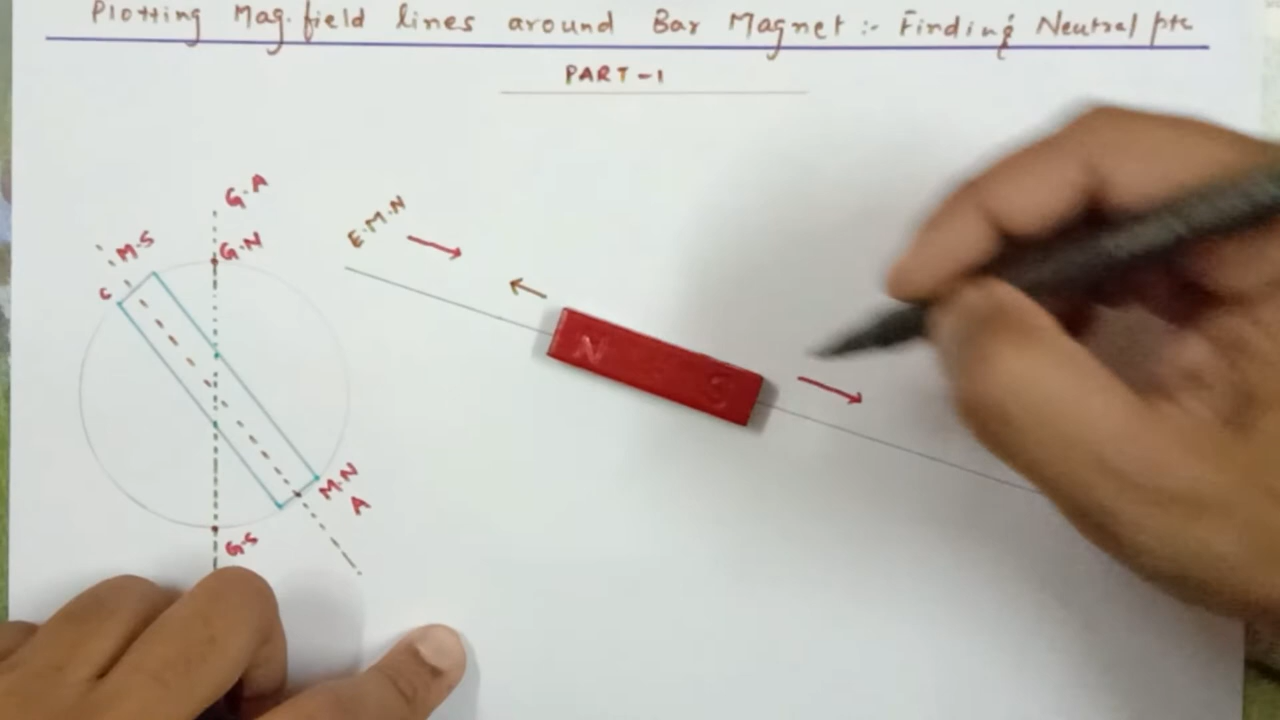 Plotting Mag. field lines around Bar Magnet :- Finding Neutral pts
PART-1
G.A
G.N
M.S
C
E.M.N
N S
M.N
A
G.S